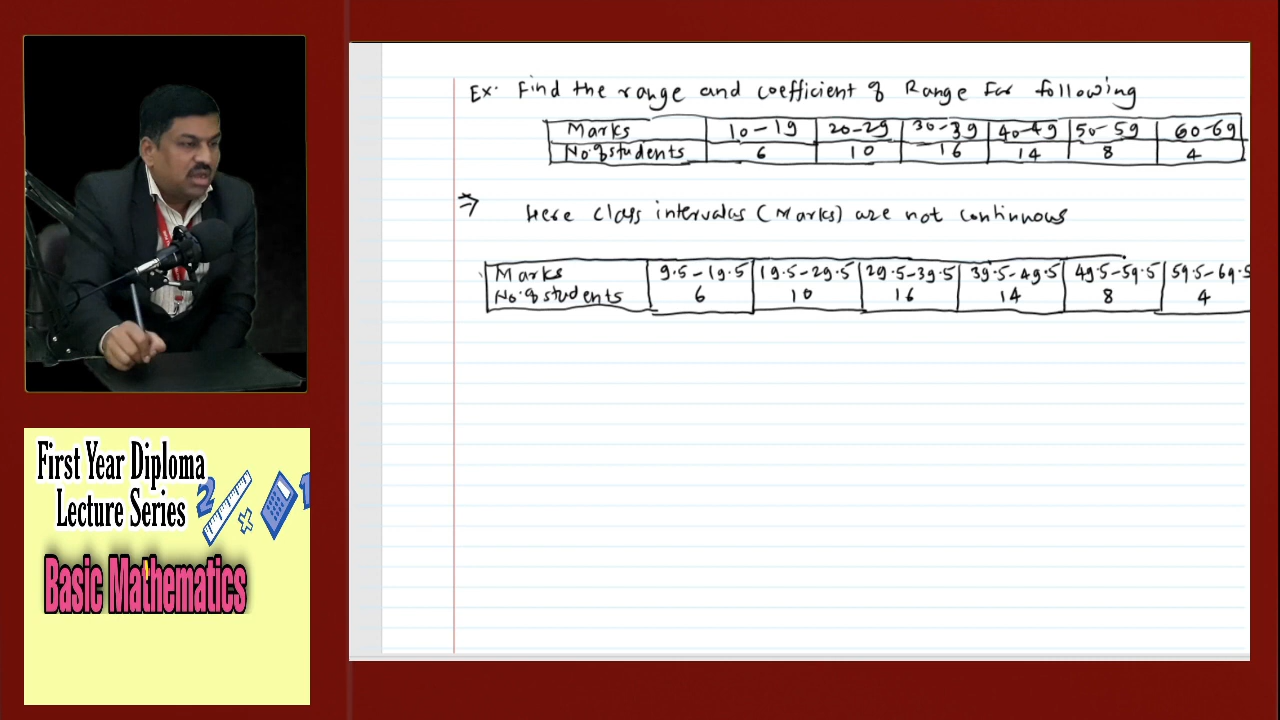 Ex. Find the range and coefficient of Range for following
Marks 10-19 20-29 30-39 40-49 50-59 60-69
No. of students 6 10 16 14 8 4
⇒ Here class intervalas (Marks) are not continuous
Marks 9.5-19.5 19.5-29.5 29.5-39.5 39.5-49.5 49.5-59.5 59.5-69.5
No. of students 6 10 16 14 8 4
First Year Diploma
Lecture Series
Basic Mathematics